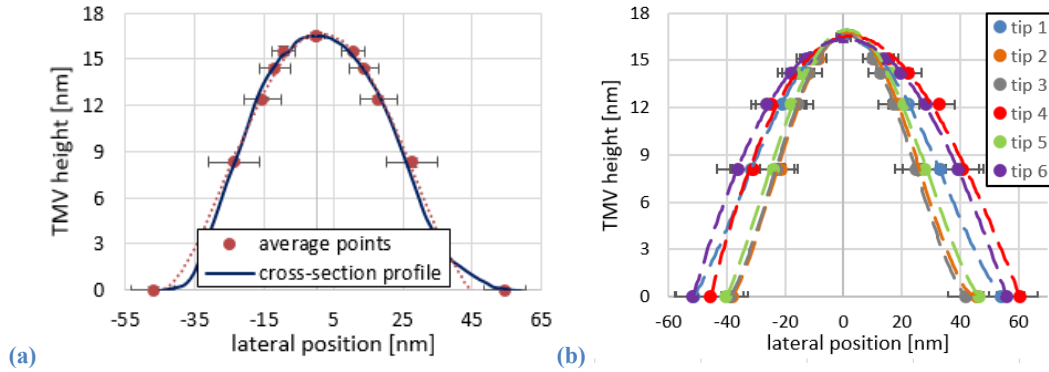 18
15
12
9
6
3
0
TMV height [nm]
average points
cross-section profile
-55 -35 -15 5 25 45 65
lateral position [nm]
(a)
18
15
12
9
6
3
0
TMV height [nm]
tip 1
tip 2
tip 3
tip 4
tip 5
tip 6
-60 -40 -20 0 20 40 60
lateral position [nm]
(b)